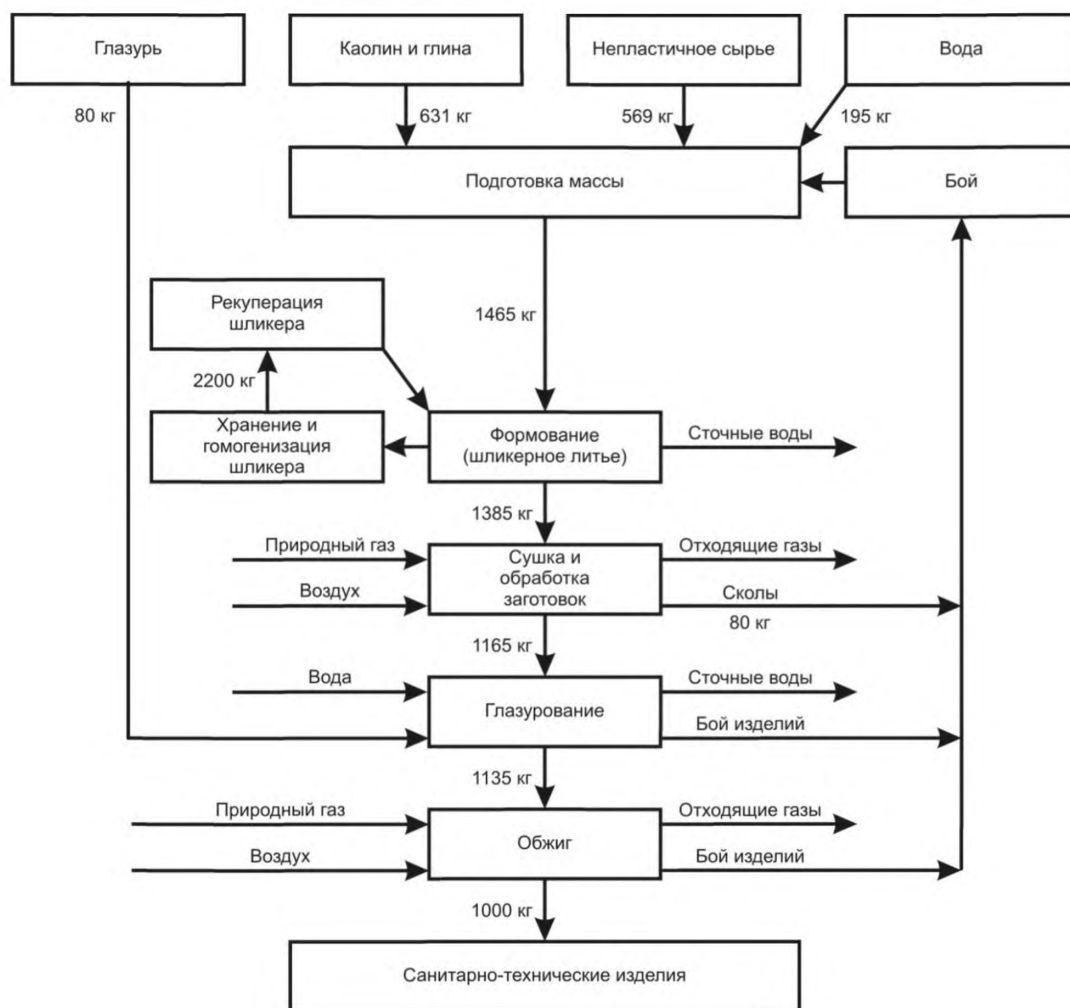 Глазурь
Каолин и глина
Непластичное сырье
Вода
80 кг
631 кг
569 кг
195 кг
Подготовка массы
Бой
Рекуперация
шликера
1465 кг
2200 кг
Хранение и
гомогенизация
шликера
Формование
(шликерное литье)
Сточные воды
1385 кг
Природный газ
Воздух
Сушка и
обработка
заготовок
Отходящие газы
Сколы
80 кг
1165 кг
Вода
Глазурование
Сточные воды
Бой изделий
1135 кг
Природный газ
Воздух
Обжиг
Отходящие газы
Бой изделий
1000 кг
Санитарно-технические изделия